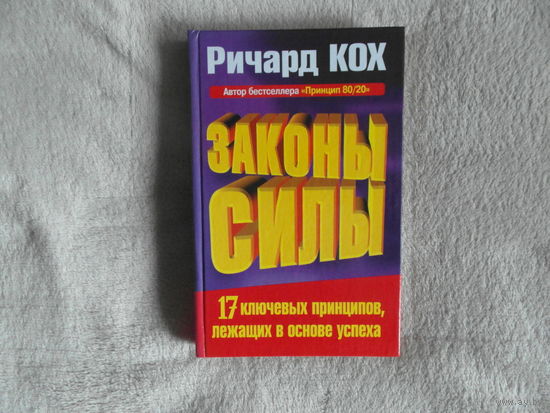 Ричард КОХ
Автор бестселлера «Принцип 80/20»
ЗАКОНЫ
СИЛЫ
17 ключевых принципов,
лежащих в основе успеха